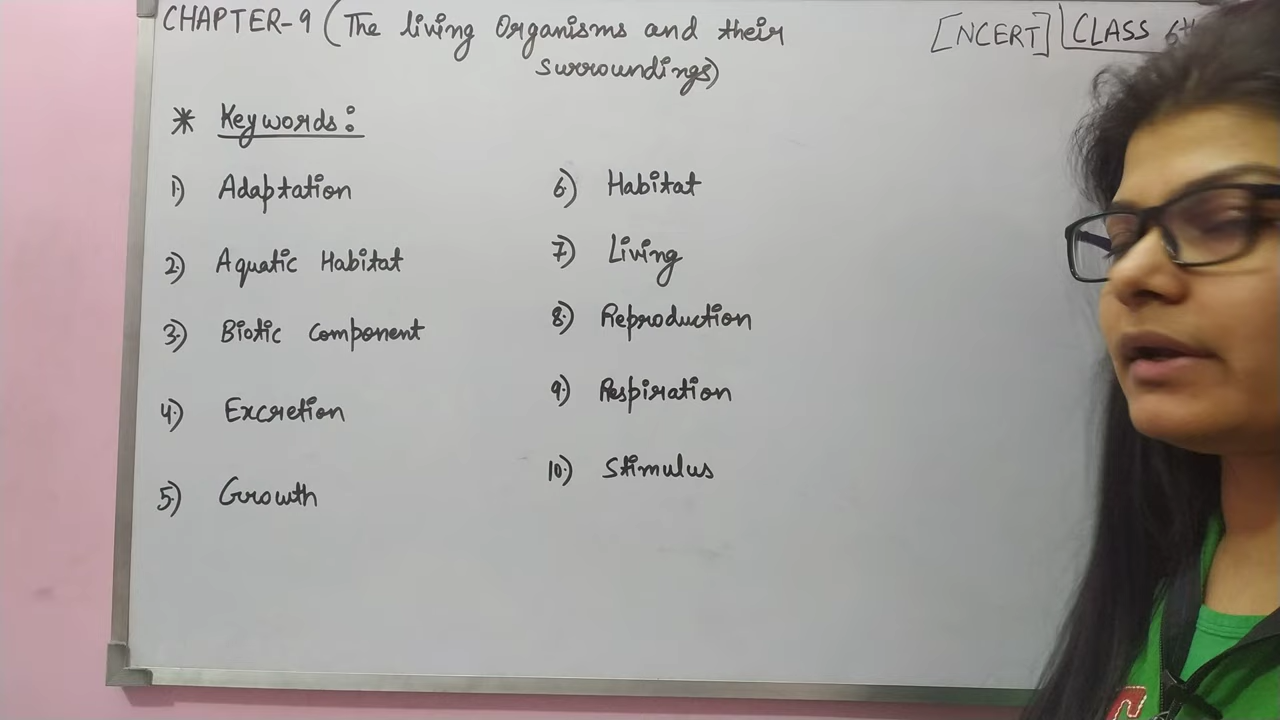 CHAPTER-9 (The living Organisms and their
surroundings)
[NCERT] CLASS 6th
* Keywords:
1) Adaptation
2) Aquatic Habitat
3) Biotic Component
4) Excretion
5) Growth
6) Habitat
7) Living
8) Reproduction
9) Respiration
10) Stimulus